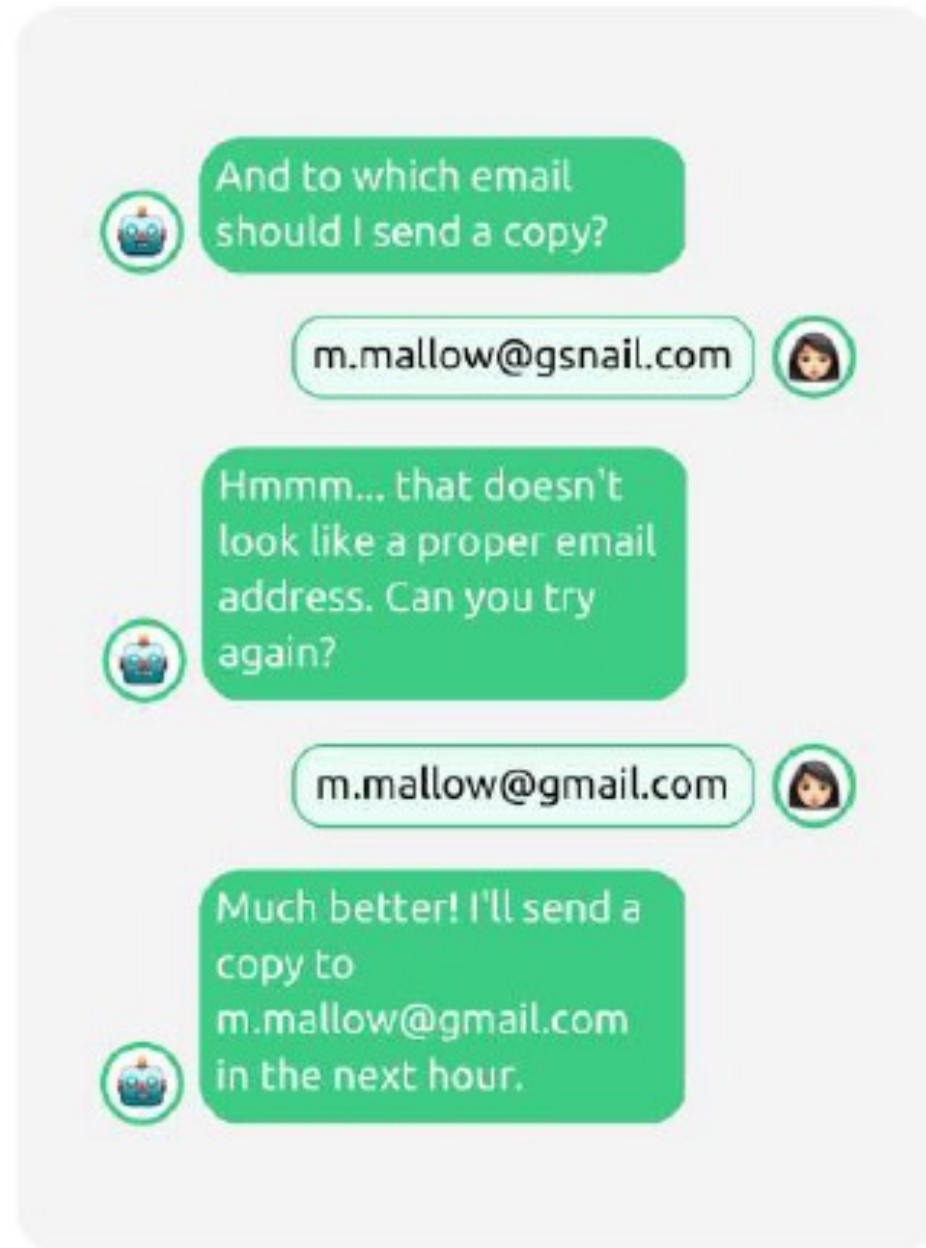 And to which email
should I send a copy?
m.mallow@gsnail.com
Hmmm... that doesn't
look like a proper email
address. Can you try
again?
m.mallow@gmail.com
Much better! I'll send a
copy to
m.mallow@gmail.com
in the next hour.